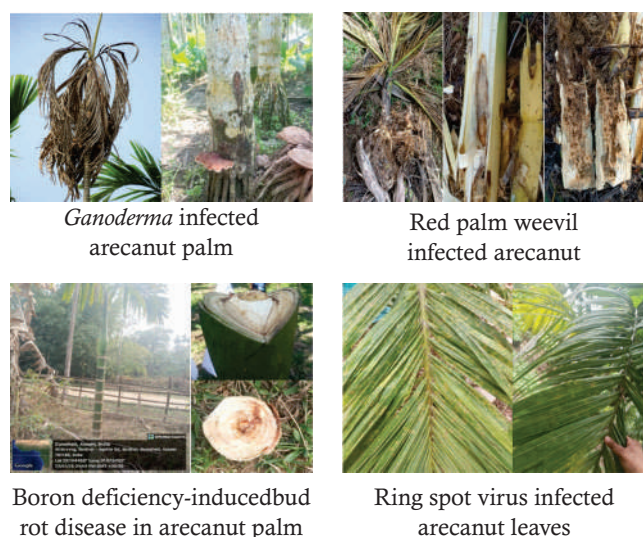 Ganoderma infected
arecanut palm
Red palm weevil
infected arecanut
Google
Boron deficiency-inducedbud
rot disease in arecanut palm
Ring spot virus infected
arecanut leaves